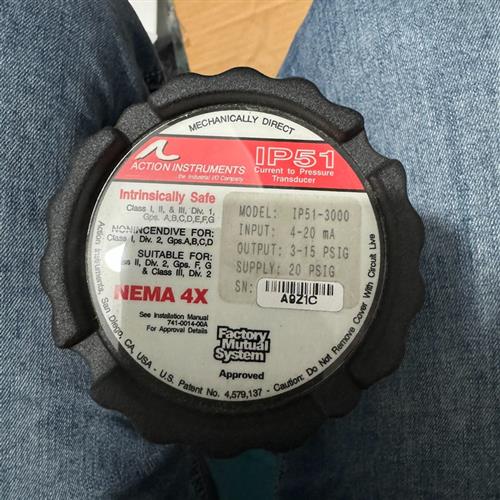 MECHANICALLY DIRECT
ACTION INSTRUMENTS
the Industrial I/O Company
IP51
Current to Pressure
Transducer
Intrinsically Safe
Class I, II, & III, Div. 1,
Gps. A,B,C,D,E,F,G
NONINCENDIVE FOR:
Class I, Div. 2, Gps.A,B,C,D
SUITABLE FOR:
Class II, Div. 2, Gps. F, G
& Class III, Div. 2
NEMA 4X
See Installation Manual
741-0014-00A
For Approval Details
MODEL: IP51-3000
INPUT: 4-20 mA
OUTPUT: 3-15 PSIG
SUPPLY: 20 PSIG
SN:
A9Z1C
Factory
Mutual
System
Approved
Action Instruments, San Diego, CA, USA - U.S. Patent No. 4,579,137 - Caution: Do Not Remove Cover With Circuit Live